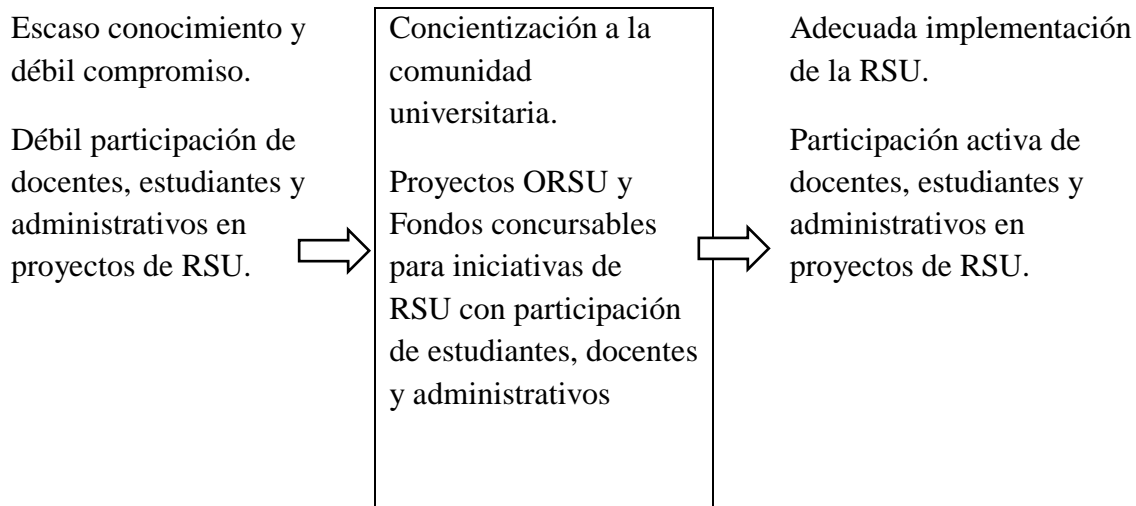 Escaso conocimiento y
débil compromiso.
Débil participación de
docentes, estudiantes y
administrativos en
proyectos de RSU.
Concientización a la
comunidad
universitaria.
Proyectos ORSU y
Fondos concursables
para iniciativas de
RSU con participación
de estudiantes, docentes
y administrativos
Adecuada implementación
de la RSU.
Participación activa de
docentes, estudiantes y
administrativos en
proyectos de RSU.